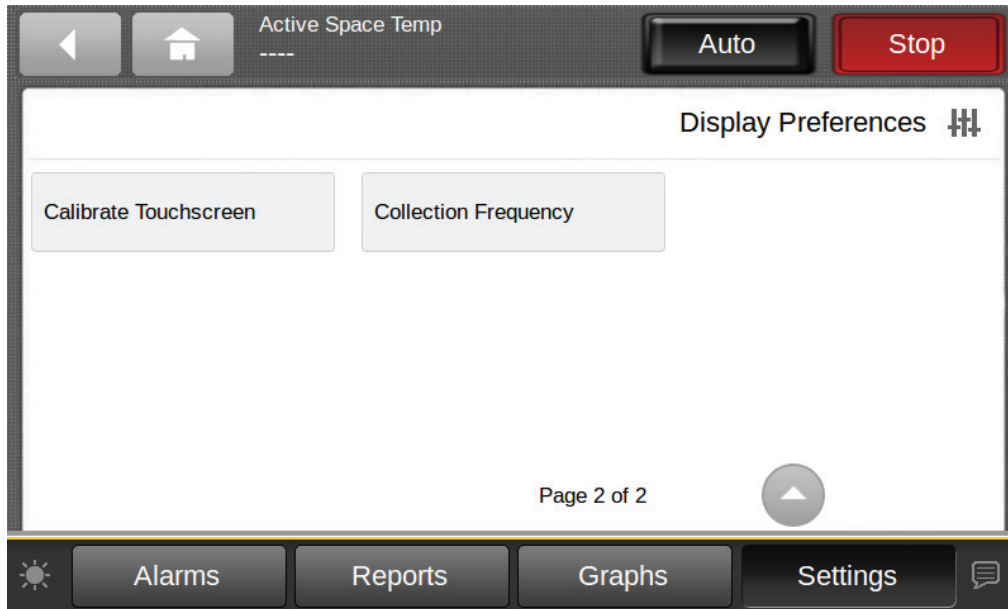 Active Space Temp
----
Auto
Stop
Display Preferences
Calibrate Touchscreen
Collection Frequency
Page 2 of 2
Alarms
Reports
Graphs
Settings